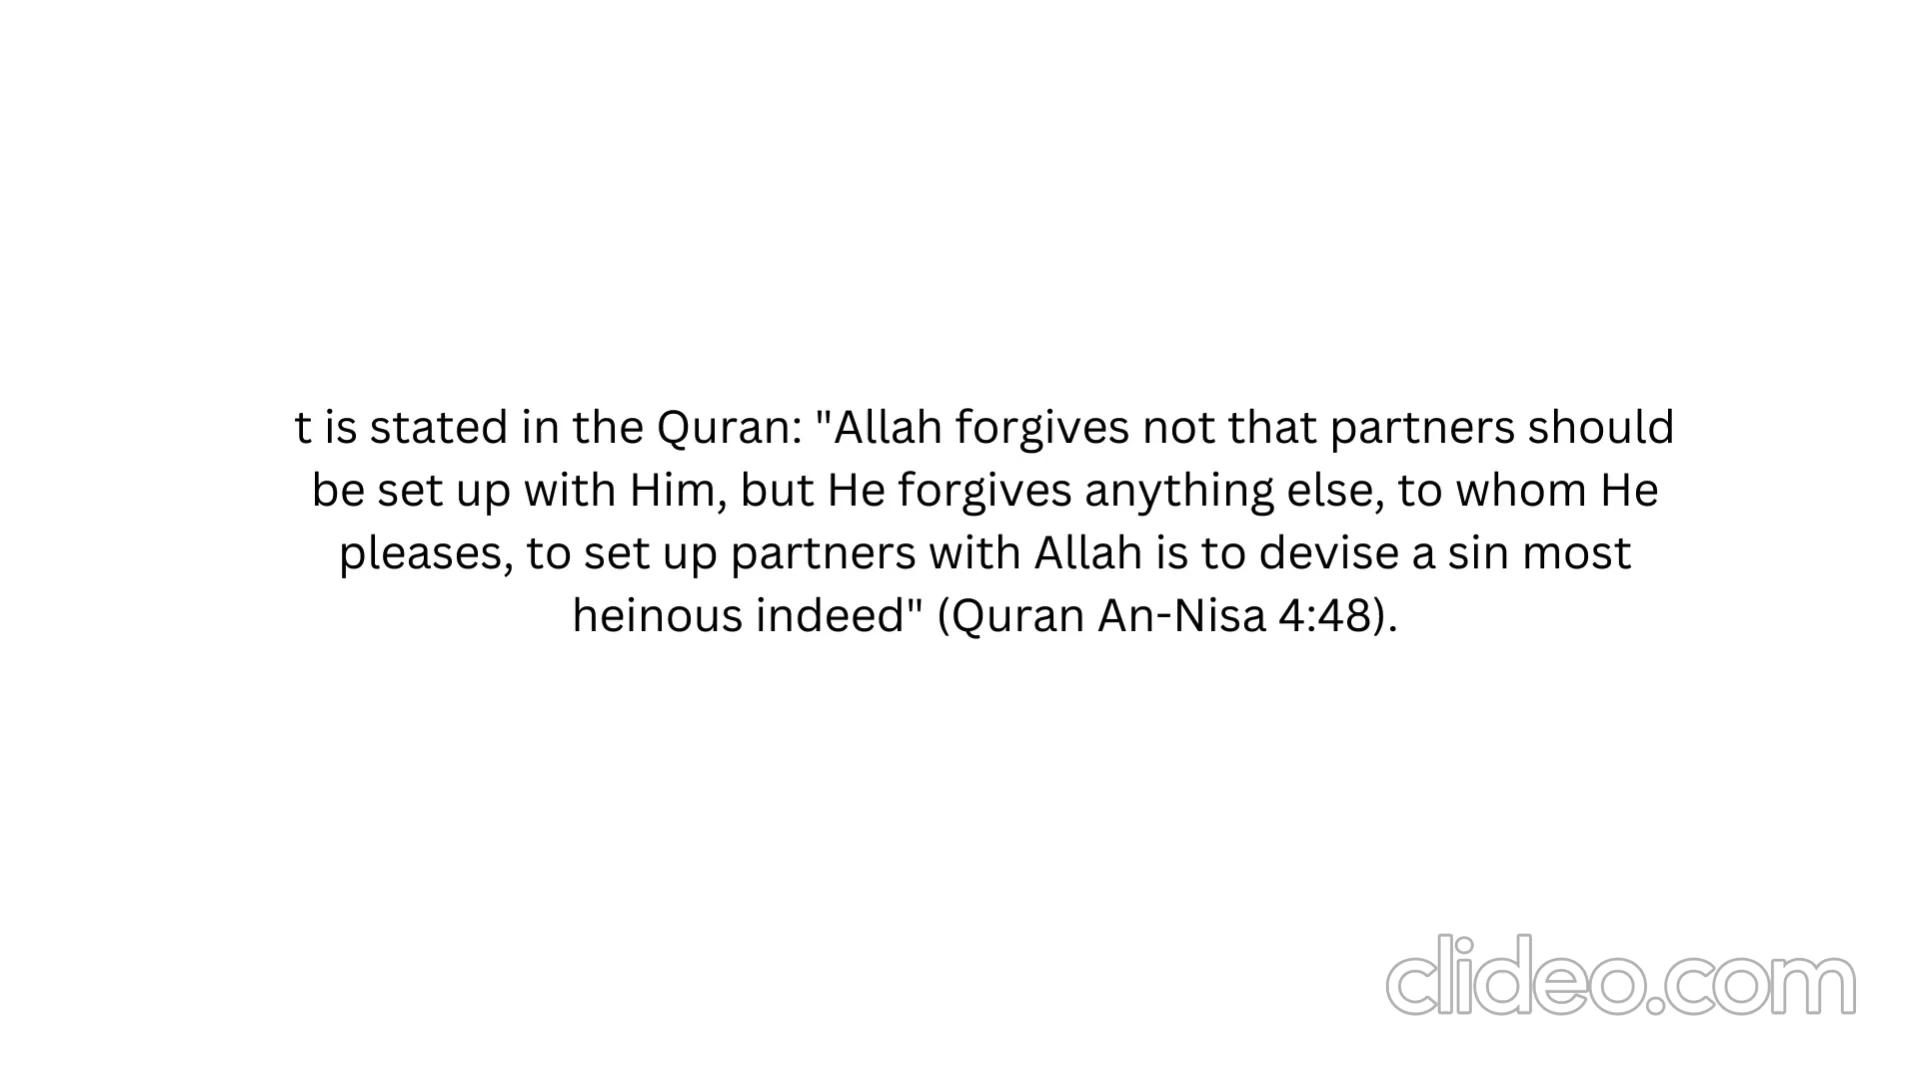 t is stated in the Quran: "Allah forgives not that partners should
be set up with Him, but He forgives anything else, to whom He
pleases, to set up partners with Allah is to devise a sin most
heinous indeed" (Quran An-Nisa 4:48).
clideo.com